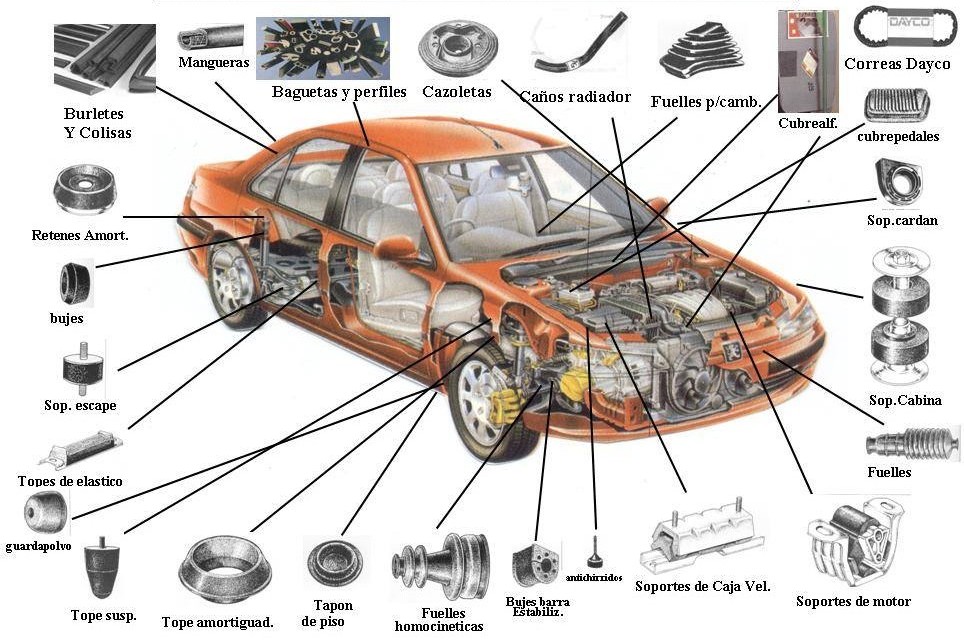 Mangueras
Baguetas y perfiles
Cazoletas
Caños radiador
Fuelles p/camb.
Cubrealf.
DAYCO
Correas Dayco
Burletes
Y Colisas
cubrepedales
Retenes Amort.
Sop.cardan
bujes
Sop. escape
Sop.Cabina
Topes de elastico
Fuelles
guardapolvo
Tope susp.
Tope amortiguad.
Tapon
de piso
Fuelles
homocineticas
Bujes barra
Estabiliz.
antichirridos
Soportes de Caja Vel.
Soportes de motor